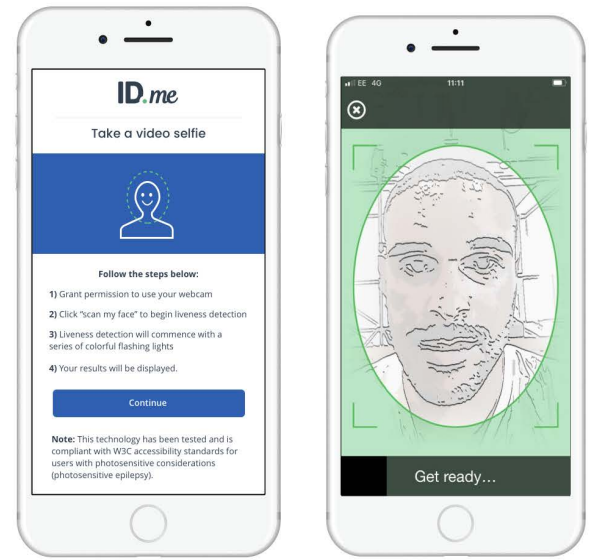 ID.me
Take a video selfie
Follow the steps below:
1) Grant permission to use your webcam
2) Click “scan my face” to begin liveness detection
3) Liveness detection will commence with a
series of colorful flashing lights
4) Your results will be displayed.
Continue
Note: This technology has been tested and is
compliant with W3C accessibility standards for
users with photosensitive considerations
(photosensitive epilepsy).
EE 4G 11:11
Get ready...